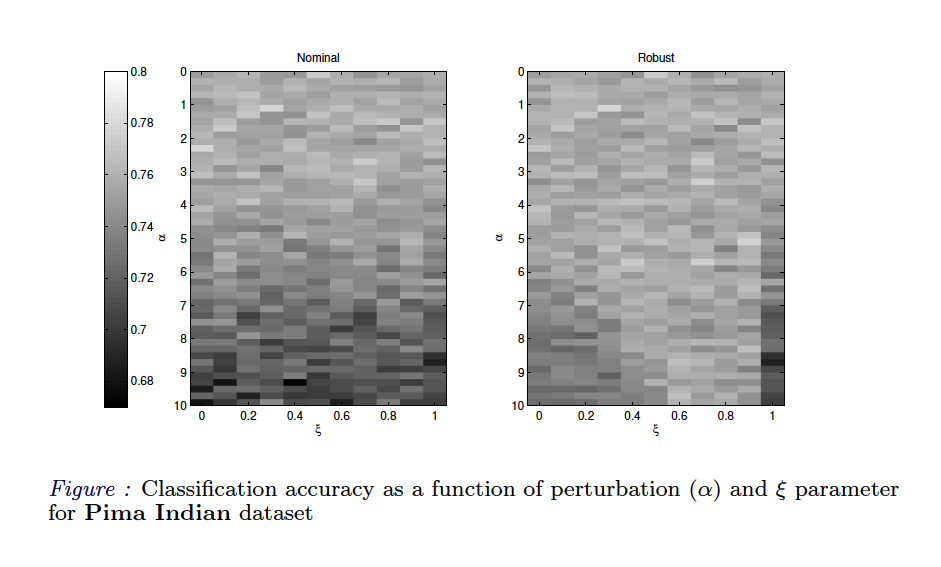 Nominal
Robust
0.8
0.78
0.76
0.74
0.72
0.7
0.68
0
1
2
3
4
5
6
7
8
9
10
α
0 0.2 0.4 0.6 0.8 1
ξ
0
1
2
3
4
5
6
7
8
9
10
α
0 0.2 0.4 0.6 0.8 1
ξ
Figure : Classification accuracy as a function of perturbation (α) and ξ parameter
for Pima Indian dataset